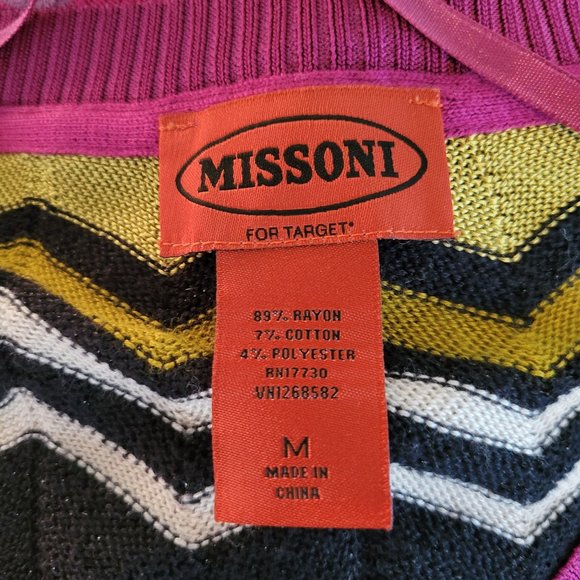 MISSONI
FOR TARGET®
89% RAYON
7% COTTON
4% POLYESTER
RN17730
VN1268582
M
MADE IN
CHINA